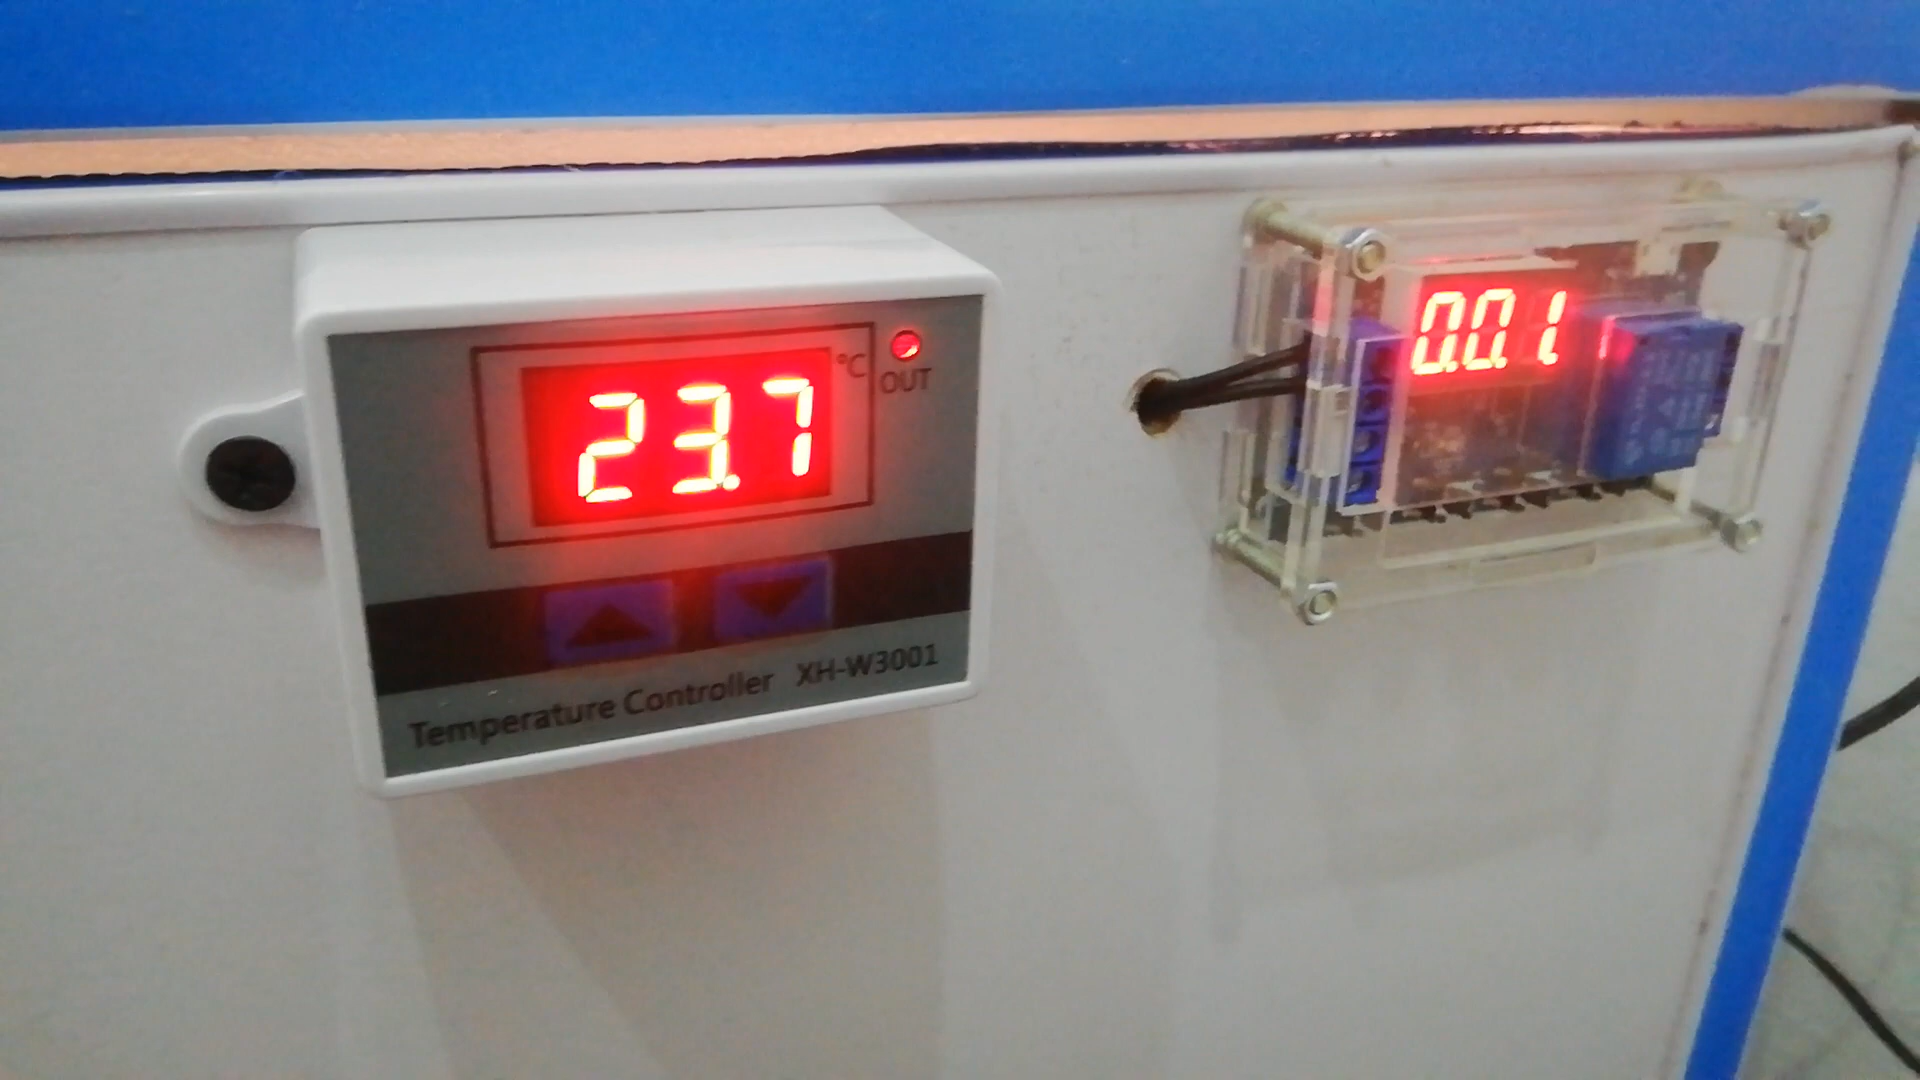 23.7
°C
OUT
Temperature Controller XH-W3001
0.0.1.